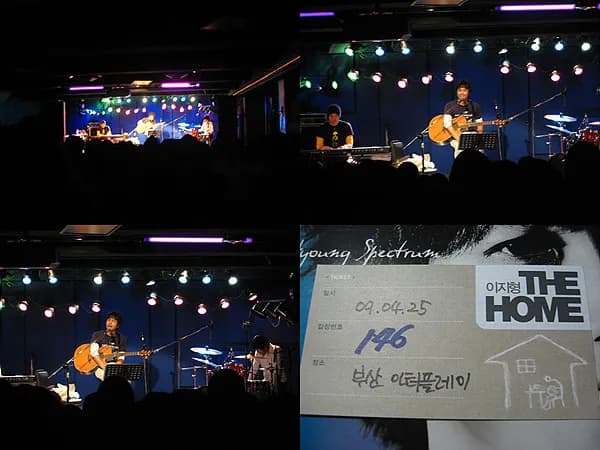 young Spectrum
TICKET
일시
09.04.25
입장번호
146
장소
부산 인터플레이
이지형 THE
HOME